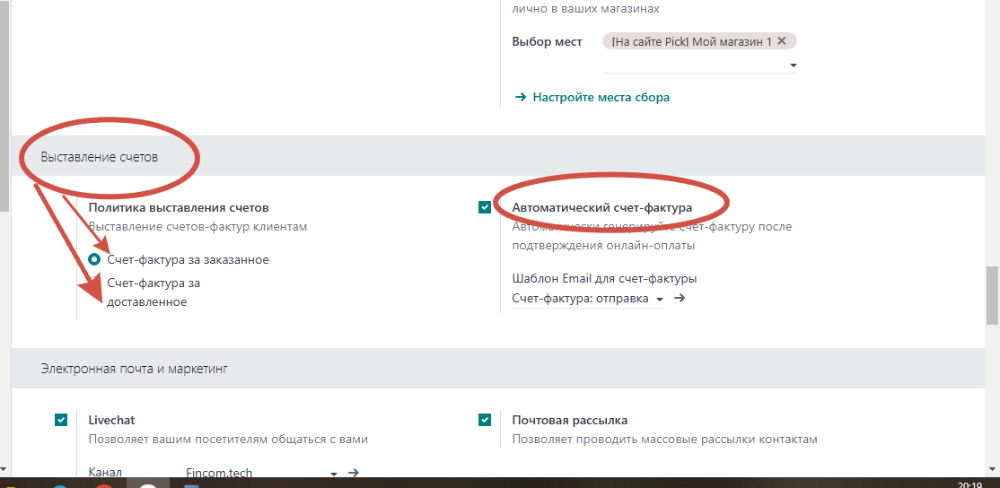 лично в ваших магазинах
Выбор мест
[На сайте Pick] Мой магазин 1
Настройте места сбора
Выставление счетов
Политика выставления счетов
Выставление счетов-фактур клиентам
Счет-фактура за заказанное
Счет-фактура за
доставленное
Автоматический счет-фактура
Автоматически генерируйте счет-фактуру после
подтверждения онлайн-оплаты
Шаблон Email для счет-фактуры
Счет-фактура: отправка
Электронная почта и маркетинг
Livechat
Позволяет вашим посетителям общаться с вами
Канал
Fincom.tech
Почтовая рассылка
Позволяет проводить массовые рассылки контактам
20:19